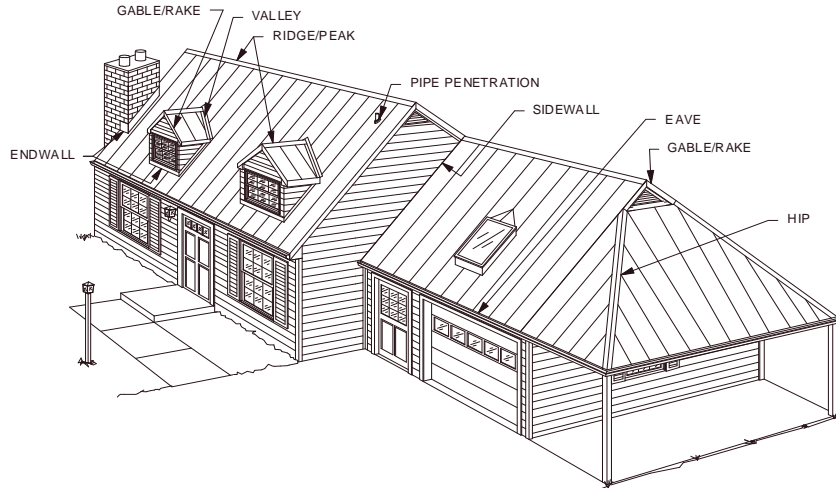 GABLE/RAKE
VALLEY
RIDGE/PEAK
PIPE PENETRATION
SIDEWALL
EAVE
ENDWALL
GABLE/RAKE
HIP